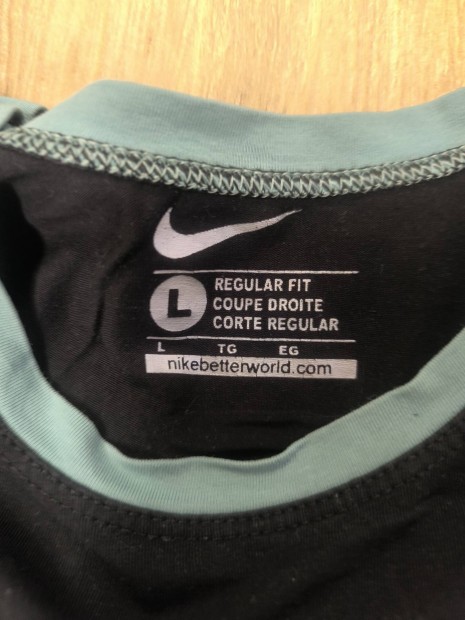 L
REGULAR FIT
COUPE DROITE
CORTE REGULAR
L TG EG
nikebetterworld.com